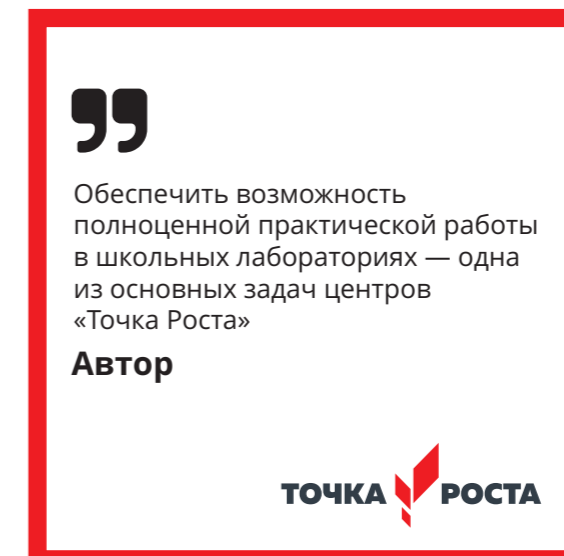 Обеспечить возможность
полноценной практической работы
в школьных лабораториях — одна
из основных задач центров
«Точка Роста»
Автор
ТОЧКА РОСТА